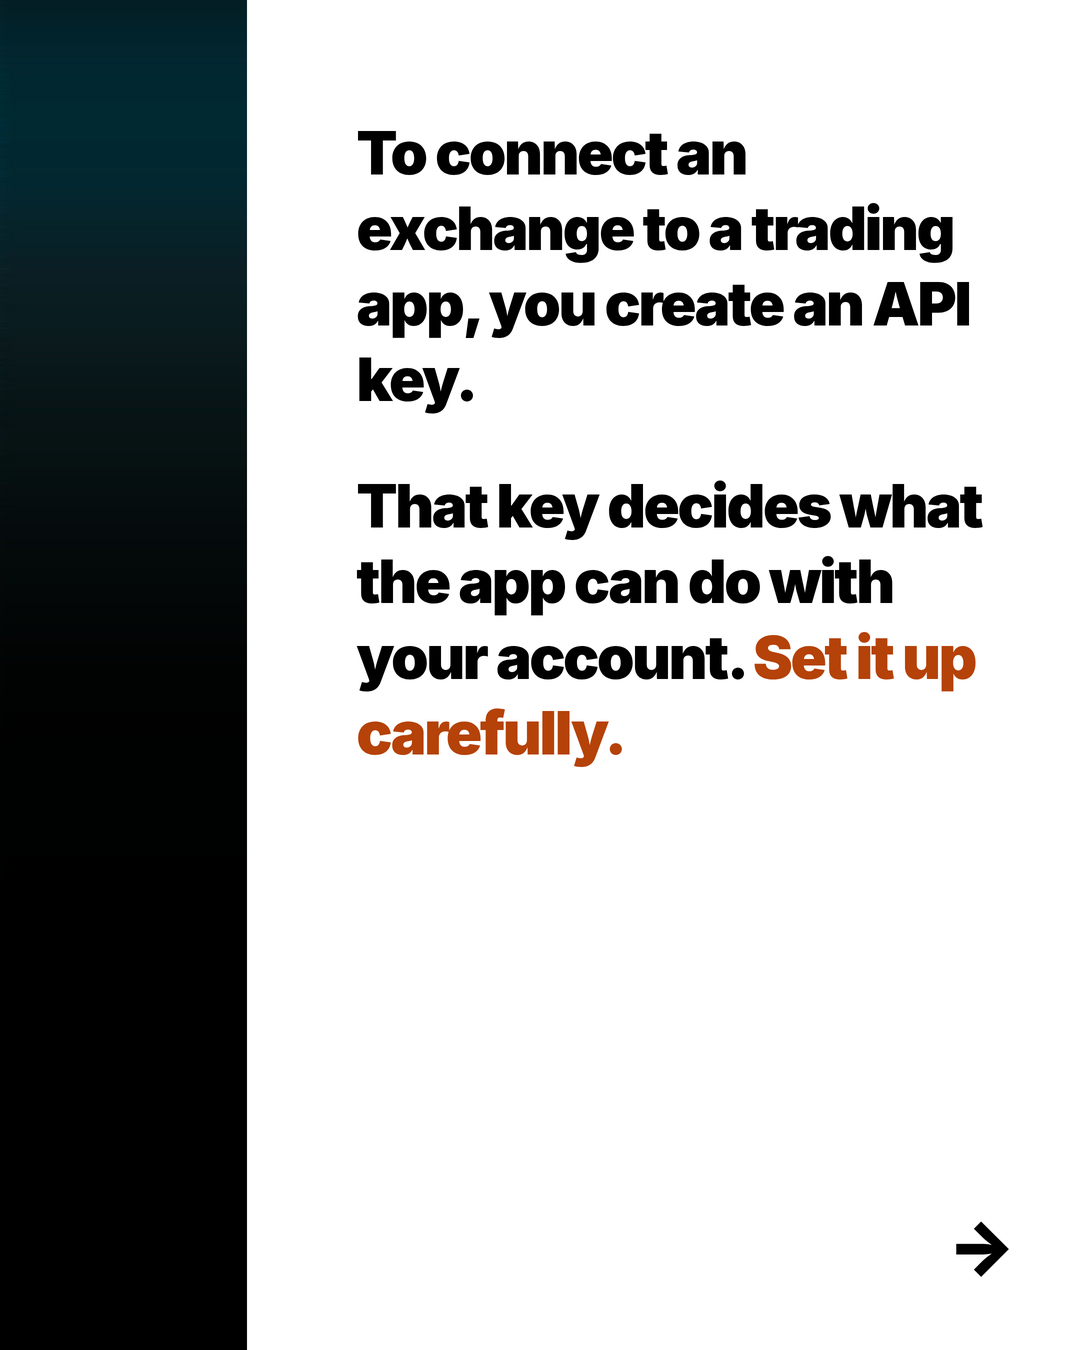 To connect an
exchange to a trading
app, you create an API
key.
That key decides what
the app can do with
your account. Set it up
carefully.